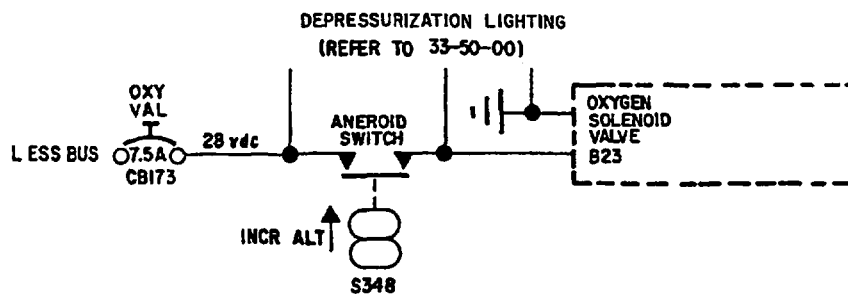 DEPRESSURIZATION LIGHTING
(REFER TO 33-50-00)
OXY
VAL
L ESS BUS
7.5A
CB173
28 vdc
ANEROID
SWITCH
OXYGEN
SOLENOID
VALVE
B23
INCR ALT
S348